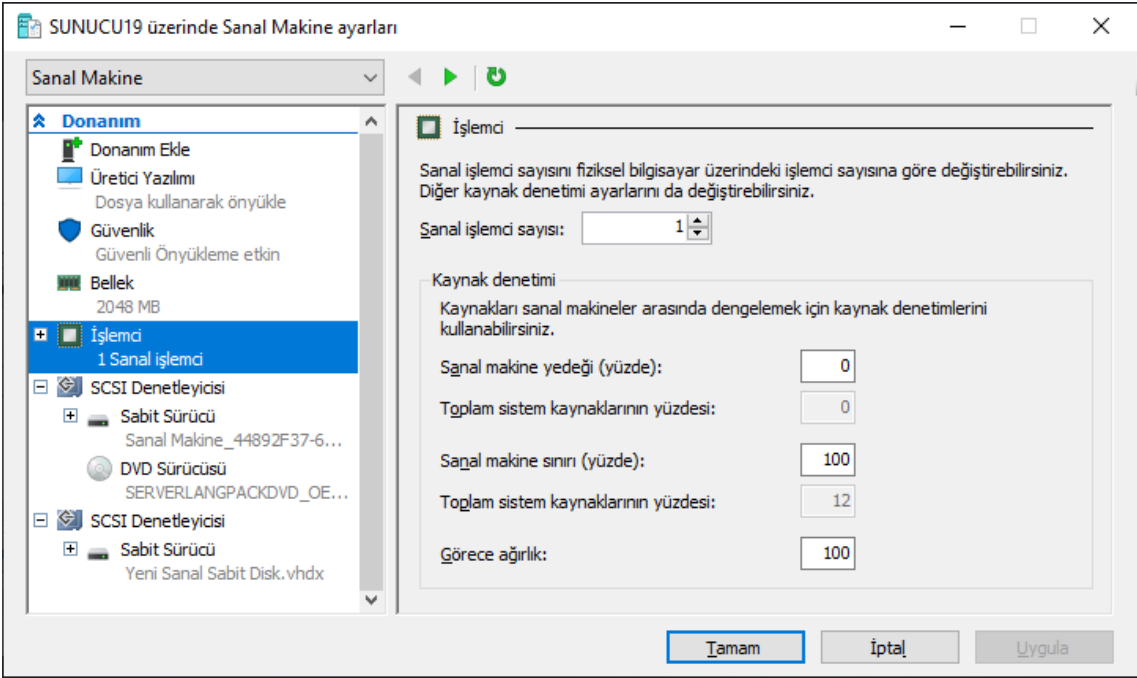 SUNUCU19 üzerinde Sanal Makine ayarları
Sanal Makine
Donanım
Donanım Ekle
Üretici Yazılımı
Dosya kullanarak önyükle
Güvenlik
Güvenli Önyükleme etkin
Bellek
2048 MB
İşlemci
1 Sanal işlemci
SCSI Denetleyicisi
Sabit Sürücü
Sanal Makine_44892F37-6...
DVD Sürücüsü
SERVERLANGPACKDVD_OE...
SCSI Denetleyicisi
Sabit Sürücü
Yeni Sanal Sabit Disk.vhdx
İşlemci
Sanal işlemci sayısını fiziksel bilgisayar üzerindeki işlemci sayısına göre değiştirebilirsiniz.
Diğer kaynak denetimi ayarlarını da değiştirebilirsiniz.
Sanal işlemci sayısı: 1
Kaynak denetimi
Kaynakları sanal makineler arasında dengelemek için kaynak denetimlerini
kullanabilirsiniz.
Sanal makine yedeği (yüzde): 0
Toplam sistem kaynaklarının yüzdesi: 0
Sanal makine sınırı (yüzde): 100
Toplam sistem kaynaklarının yüzdesi: 12
Görece ağırlık: 100
Tamam İptal Uygula